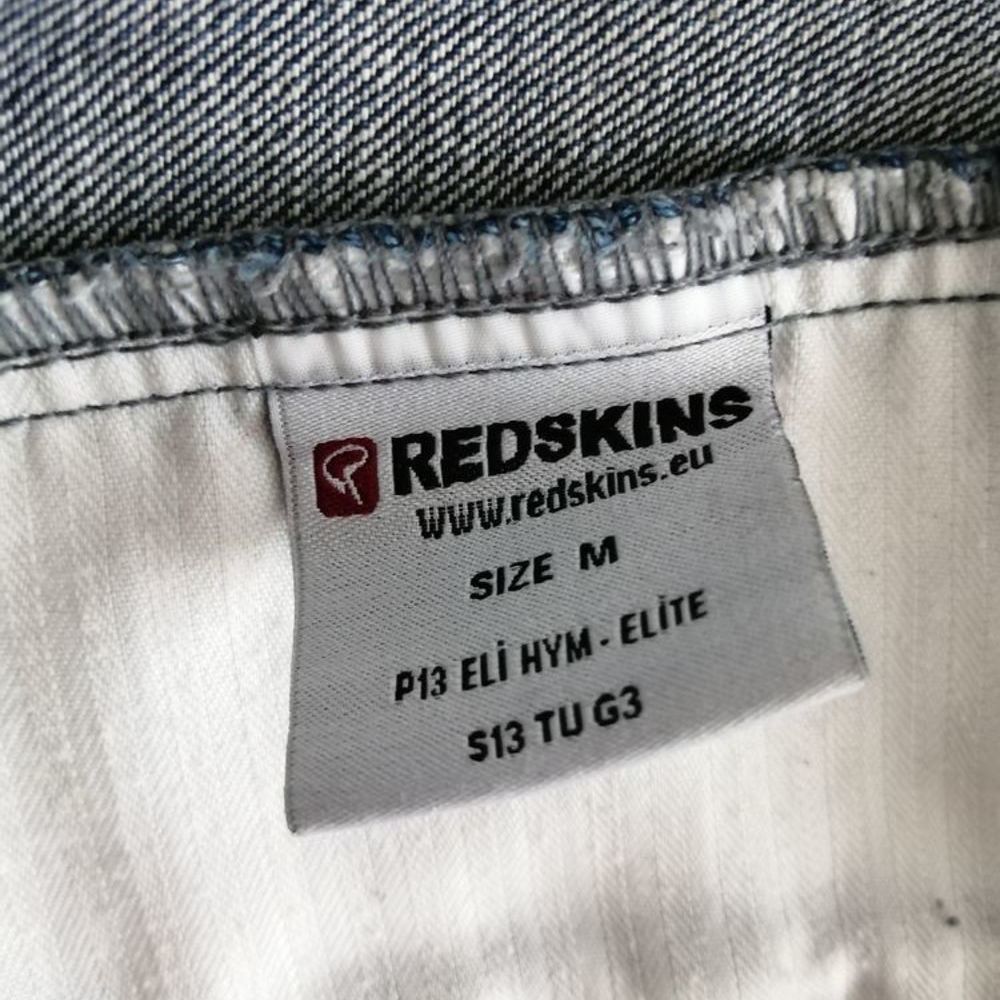 REDSKINS
www.redskins.eu
SIZE M
P13 ELİ HYM - ELİTE
S13 TU G3